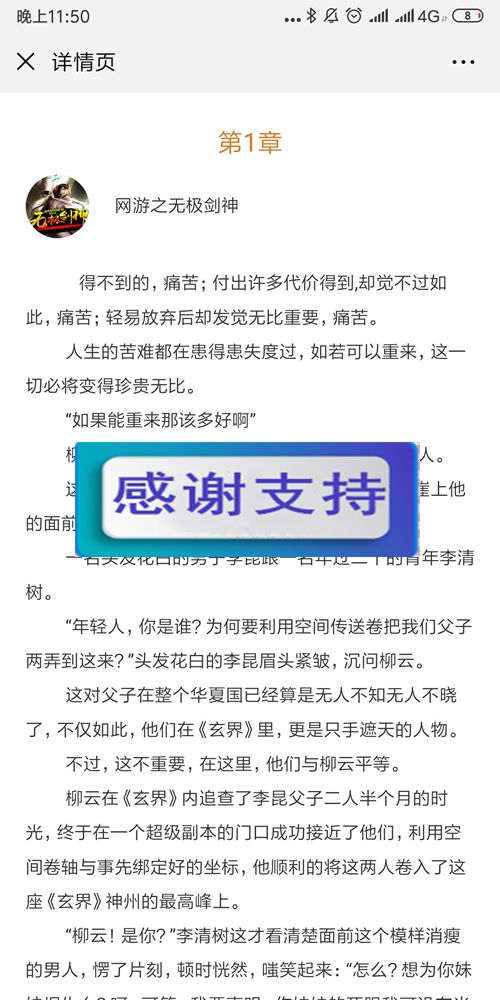 晚上11:50
4G
8
详情页
第1章
无极剑神
网游之无极剑神
得不到的，痛苦；付出许多代价得到,却觉不过如
此，痛苦；轻易放弃后却发觉无比重要，痛苦。
人生的苦难都在患得患失度过，如若可以重来，这一
切必将变得珍贵无比。
“如果能重来那该多好啊”
柳
人。
这
崖上他
的面前
感谢支持
一名头发花白的男子李昆跟一名年过二十的青年李清
树。
“年轻人，你是谁？为何要利用空间传送卷把我们父子
两弄到这来？”头发花白的李昆眉头紧皱，沉问柳云。
这对父子在整个华夏国已经算是无人不知无人不晓
了，不仅如此，他们在《玄界》里，更是只手遮天的人物。
不过，这不重要，在这里，他们与柳云平等。
柳云在《玄界》内追查了李昆父子二人半个月的时
光，终于在一个超级副本的门口成功接近了他们，利用空
间卷轴与事先绑定好的坐标，他顺利的将这两人卷入了这
座《玄界》神州的最高峰上。
“柳云！是你？”李清树这才看清楚面前这个模样消瘦
的男人，愣了片刻，顿时恍然，嗤笑起来：“怎么？想为你妹